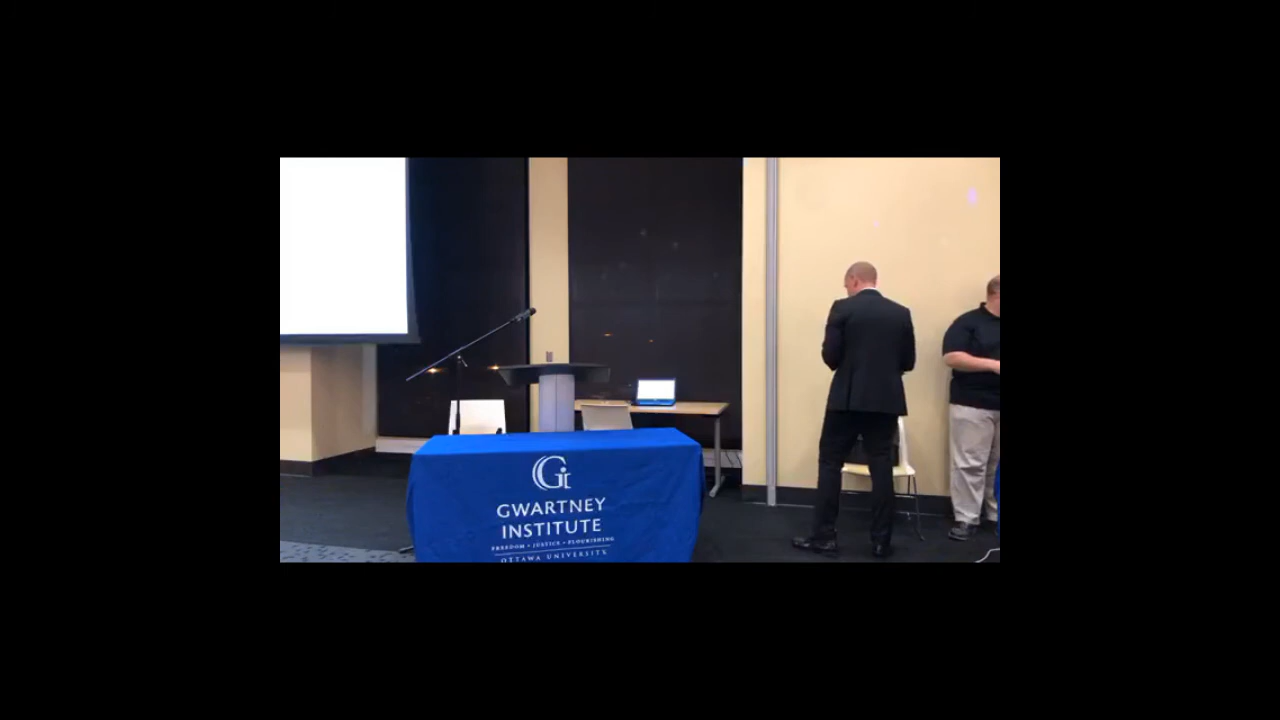 Gi
GWARTNEY
INSTITUTE
FREEDOM • JUSTICE • FLOURISHING
OTTAWA UNIVERSITY